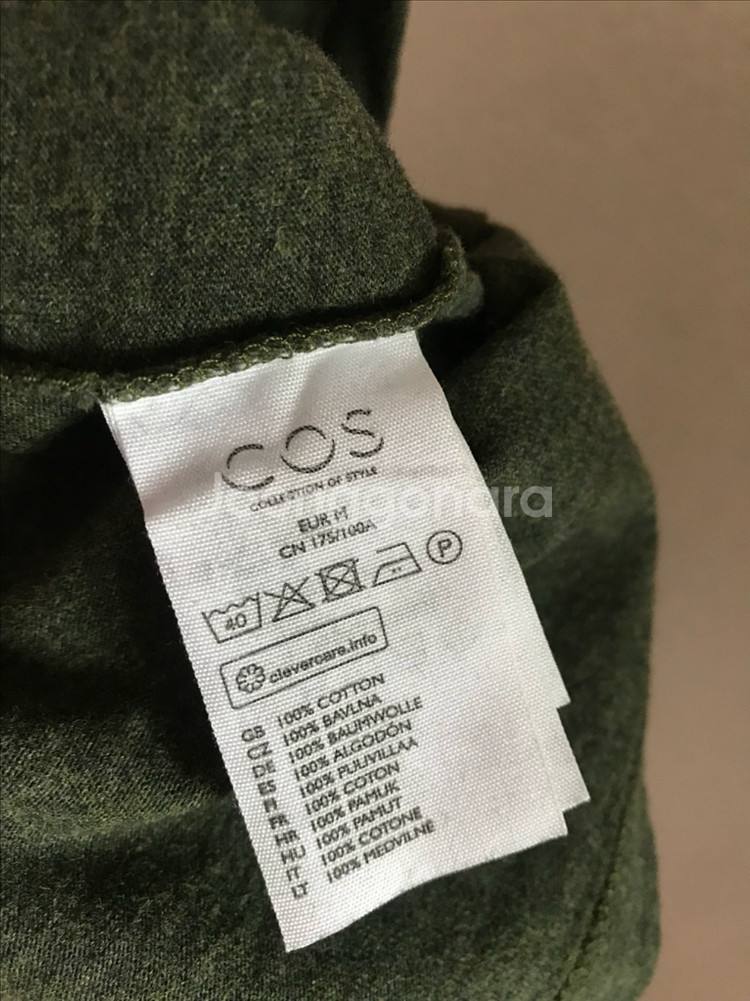 COS
COLLECTION OF STYLE
Joonggonara
EUR M
CN 175/100A
40
P
clevercare.info
GB 100% COTTON
CZ 100% BAVLNA
DE 100% BAUMWOLLE
ES 100% ALGODÓN
FI 100% PUUVILLAA
FR 100% COTON
HR 100% PAMUK
HU 100% PAMUT
IT 100% COTONE
LT 100% MEDVILNĖ